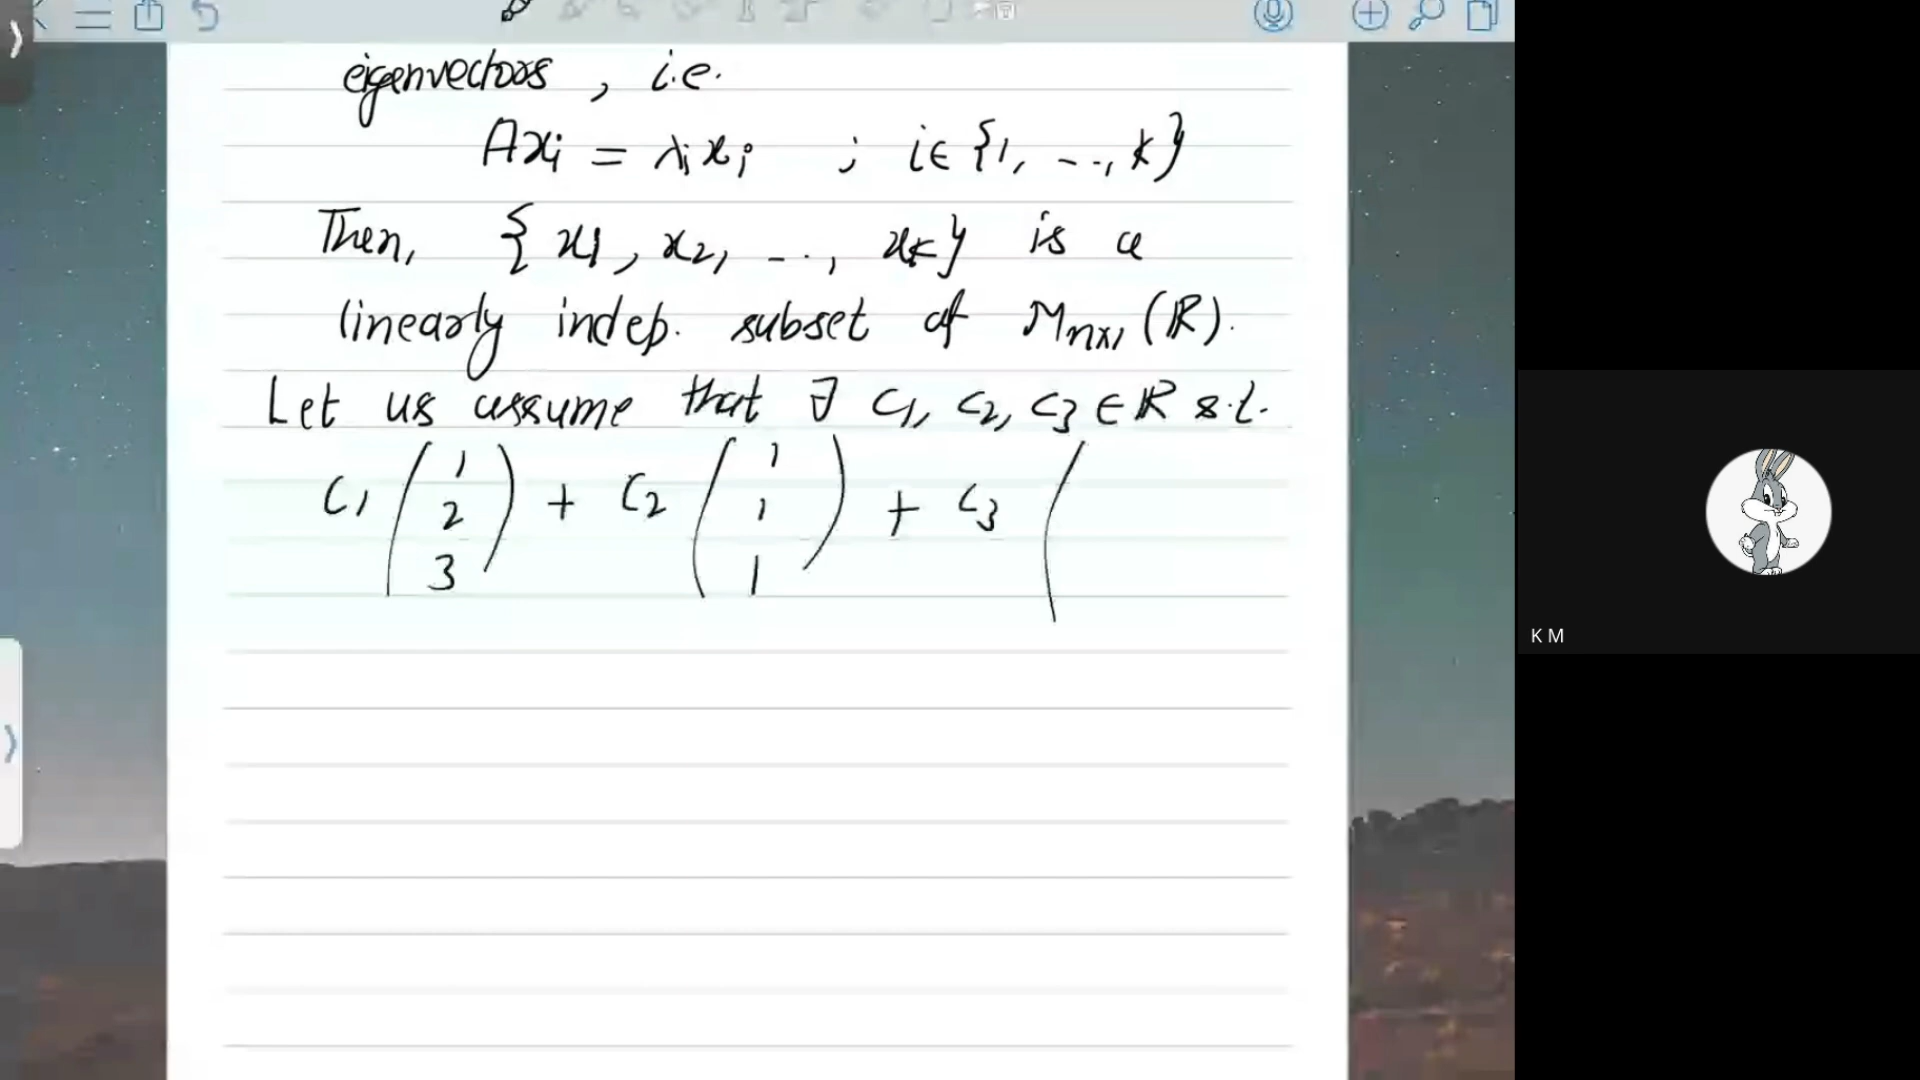 eigenvectors, i.e.
Axᵢ = λᵢxᵢ ; i∈{1, --., k}
Then, {x₁, x₂, --., xₖ} is a
linearly indep. subset of Mₙₓ₁(ℝ).
Let us assume that ∃ c₁, c₂, c₃ ∈ ℝ s.t.
c₁ (1 2 3) + c₂ (1 1 1) + c₃ (
K M